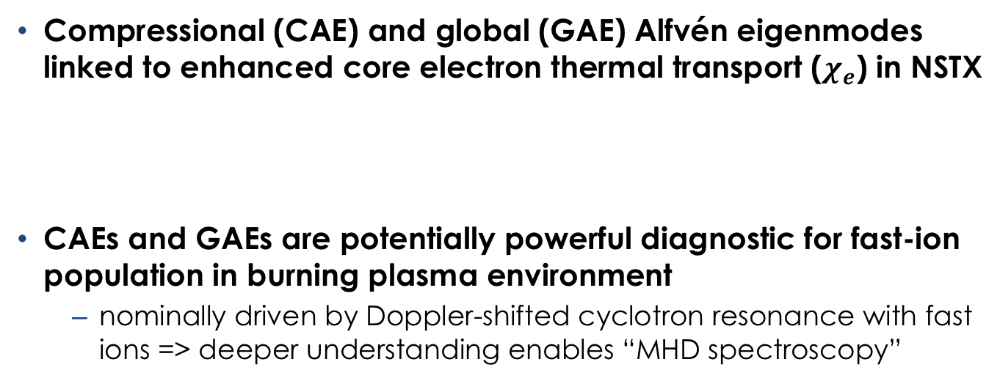 • Compressional (CAE) and global (GAE) Alfvén eigenmodes
linked to enhanced core electron thermal transport (χₑ) in NSTX
• CAEs and GAEs are potentially powerful diagnostic for fast-ion
population in burning plasma environment
– nominally driven by Doppler-shifted cyclotron resonance with fast
ions => deeper understanding enables “MHD spectroscopy”